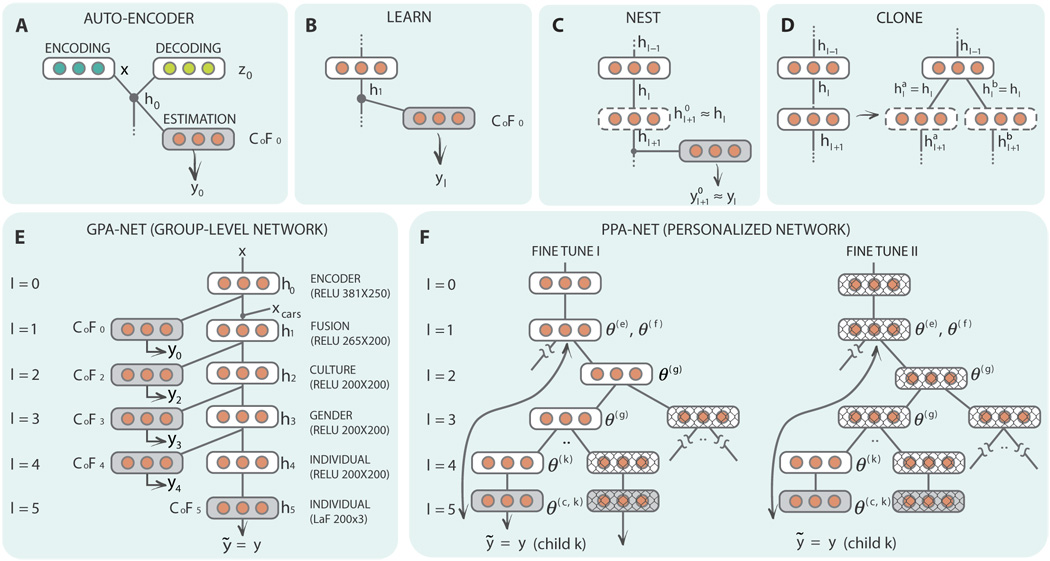 A AUTO-ENCODER
ENCODING DECODING
x z₀
h₀
ESTIMATION
CₒF ₀
y₀
B LEARN
h₁
CₒF ₀
yₗ
C NEST
hₗ₋₁
hₗ
h⁰ₗ₊₁ ≈ hₗ
hₗ₊₁
y⁰ₗ₊₁ ≈ yₗ
D CLONE
hₗ₋₁ hₗ₋₁
hₗ hₗᵃ = hₗ hₗᵇ = hₗ
hₗ₊₁ hᵃₗ₊₁ hᵇₗ₊₁
E GPA-NET (GROUP-LEVEL NETWORK)
x
l = 0 h₀ ENCODER
(RELU 381X250)
x cars
l = 1 CₒF ₀ h₁ FUSION
(RELU 265X200)
y₀
l = 2 CₒF ₂ h₂ CULTURE
(RELU 200X200)
y₂
l = 3 CₒF ₃ h₃ GENDER
(RELU 200X200)
y₃
l = 4 CₒF ₄ h₄ INDIVIDUAL
(RELU 200X200)
y₄
l = 5 CₒF ₅ h₅ INDIVIDUAL
(LaF 200x3)
ỹ = y
F PPA-NET (PERSONALIZED NETWORK)
FINE TUNE I FINE TUNE II
l = 0
l = 1 θ⁽ᵉ⁾, θ⁽ᶠ⁾ θ⁽ᵉ⁾, θ⁽ᶠ⁾
l = 2 θ⁽ᵍ⁾ θ⁽ᵍ⁾
l = 3 θ⁽ᵍ⁾ θ⁽ᵍ⁾
l = 4 θ⁽ᵏ⁾ θ⁽ᵏ⁾
l = 5 θ⁽ᶜ, ᵏ⁾ θ⁽ᶜ, ᵏ⁾
ỹ = y (child k) ỹ = y (child k)